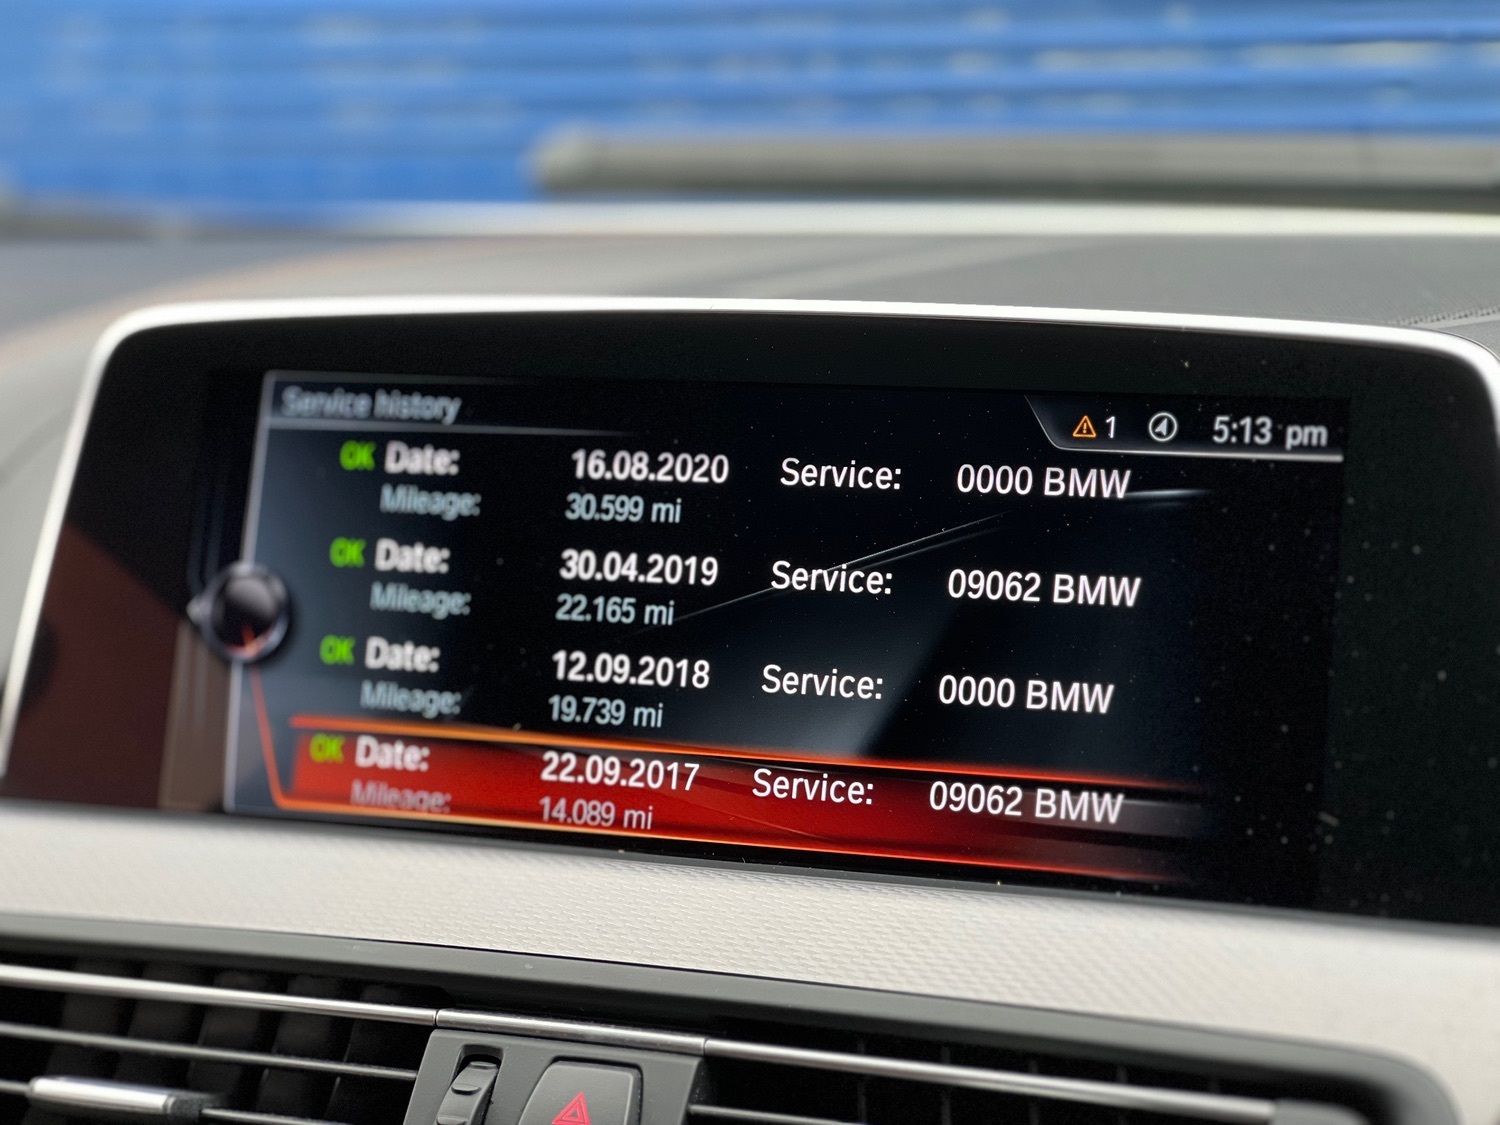 Service history
1 5:13 pm
OK Date: 16.08.2020 Service: 0000 BMW
Mileage: 30.599 mi
OK Date: 30.04.2019 Service: 09062 BMW
Mileage: 22.165 mi
OK Date: 12.09.2018 Service: 0000 BMW
Mileage: 19.739 mi
OK Date: 22.09.2017 Service: 09062 BMW
Mileage: 14.089 mi